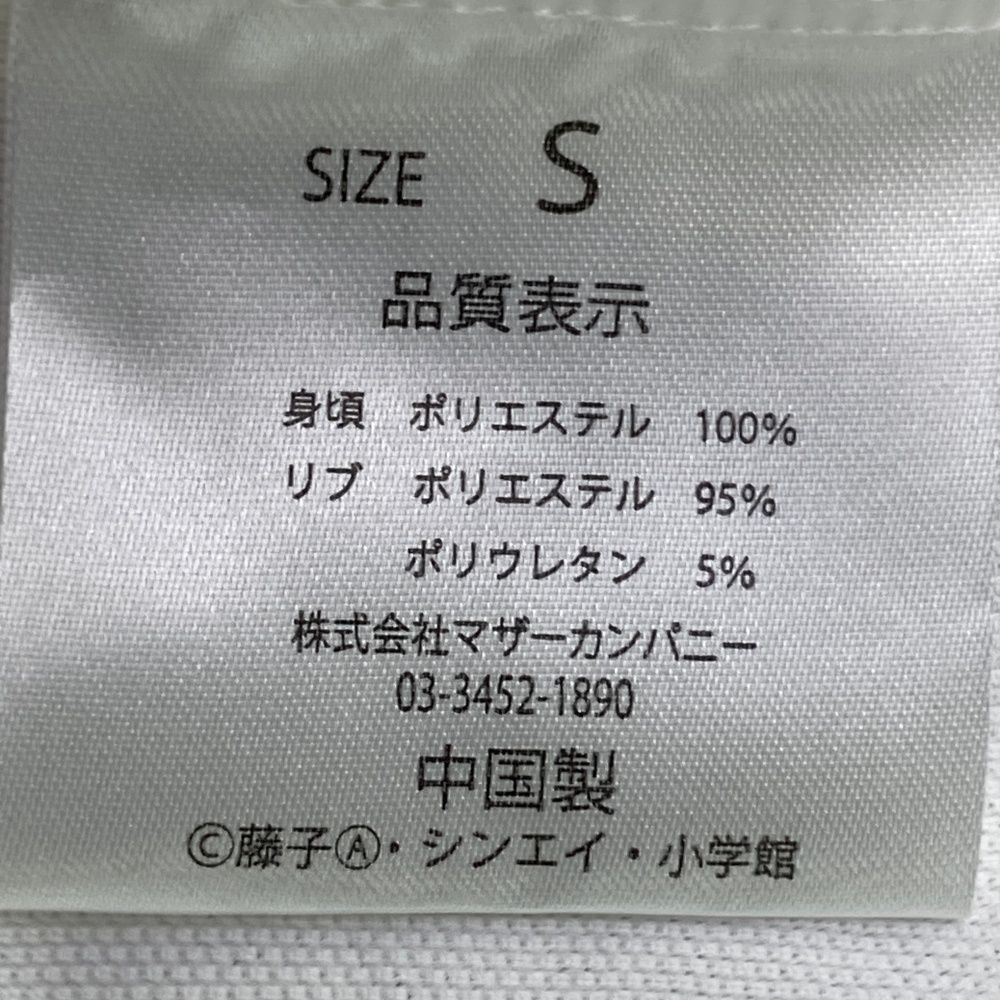 SIZE S
品質表示
身頃 ポリエステル 100%
リブ ポリエステル 95%
ポリウレタン 5%
株式会社マザーカンパニー
03-3452-1890
中国製
©藤子Ⓐ・シンエイ・小学館